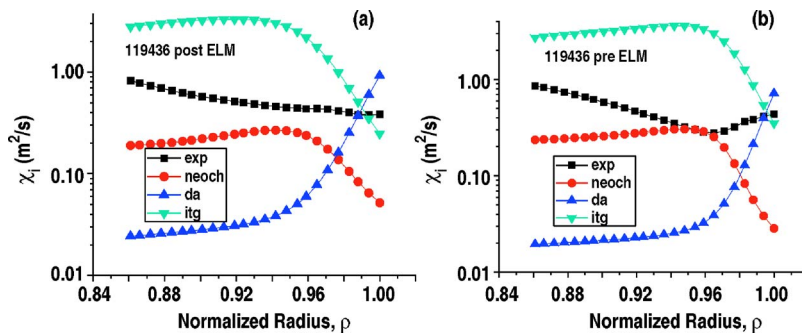 (a)
119436 post ELM
1.00
0.10
0.01
χi (m²/s)
exp
neoch
da
itg
0.84 0.88 0.92 0.96 1.00
Normalized Radius, ρ
(b)
119436 pre ELM
1.00
0.10
0.01
χi (m²/s)
exp
neoch
da
itg
0.84 0.88 0.92 0.96 1.00
Normalized Radius, ρ